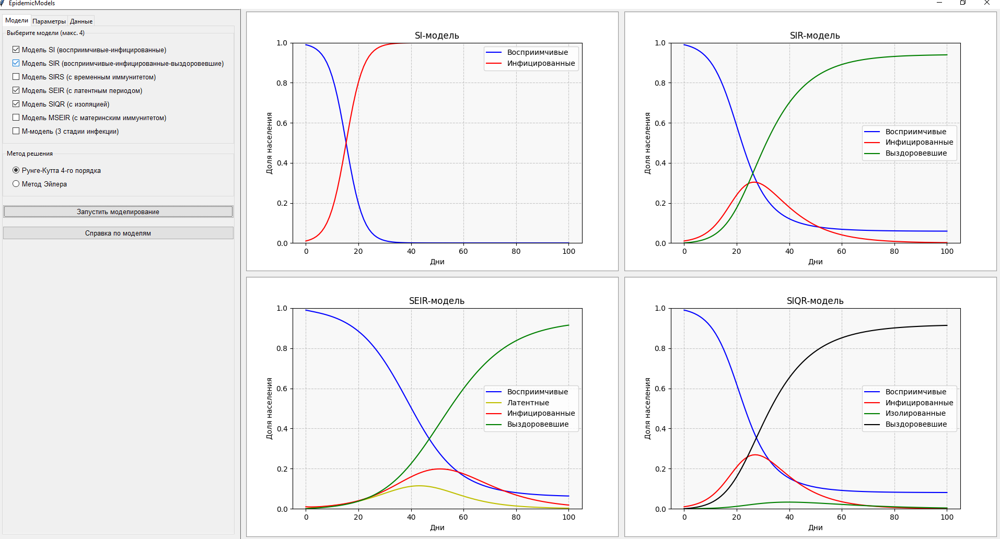 EpidemicModels
Модели Параметры Данные
Выберите модели (макс. 4)
Модель SI (восприимчивые-инфицированные)
Модель SIR (восприимчивые-инфицированные-выздоровевшие)
Модель SIRS (с временным иммунитетом)
Модель SEIR (с латентным периодом)
Модель SIQR (с изоляцией)
Модель MSEIR (с материнским иммунитетом)
М-модель (3 стадии инфекции)
Метод решения
Рунге-Кутта 4-го порядка
Метод Эйлера
Запустить моделирование
Справка по моделям
SI-модель
1.0
0.8
0.6
0.4
0.2
0.0
Доля населения
Восприимчивые
Инфицированные
0 20 40 60 80 100
Дни
SIR-модель
1.0
0.8
0.6
0.4
0.2
0.0
Доля населения
Восприимчивые
Инфицированные
Выздоровевшие
0 20 40 60 80 100
Дни
SEIR-модель
1.0
0.8
0.6
0.4
0.2
0.0
Доля населения
Восприимчивые
Латентные
Инфицированные
Выздоровевшие
0 20 40 60 80 100
Дни
SIQR-модель
1.0
0.8
0.6
0.4
0.2
0.0
Доля населения
Восприимчивые
Инфицированные
Изолированные
Выздоровевшие
0 20 40 60 80 100
Дни